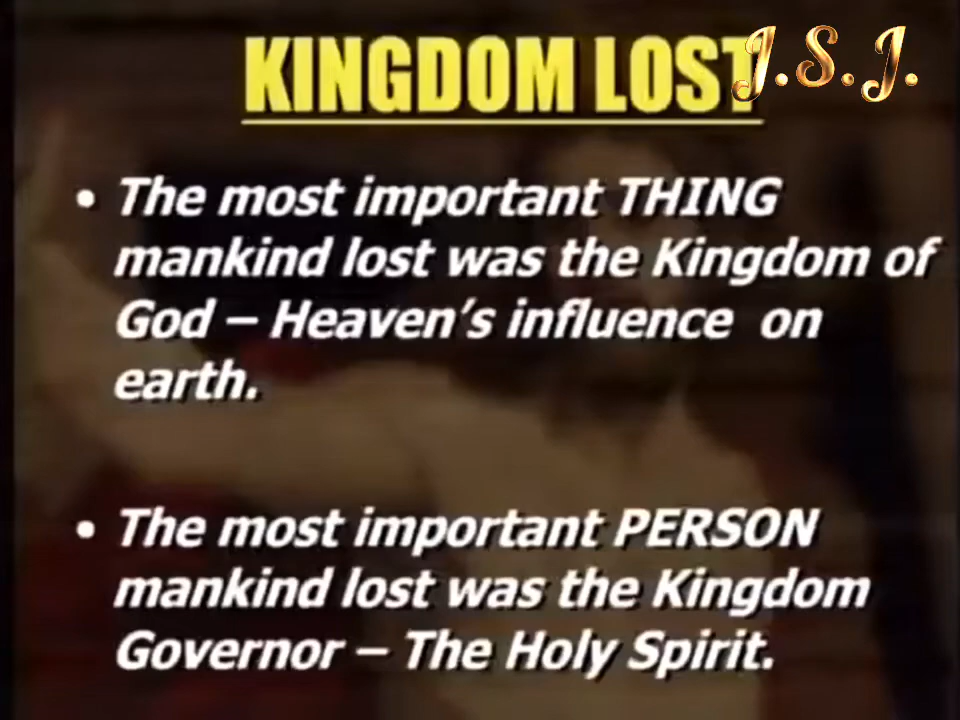 KINGDOM LOST
J.S.J.
• The most important THING
mankind lost was the Kingdom of
God – Heaven’s influence on
earth.
• The most important PERSON
mankind lost was the Kingdom
Governor – The Holy Spirit.